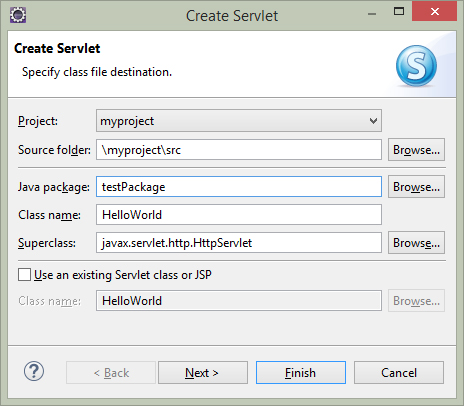 Create Servlet
Create Servlet
Specify class file destination.
S
Project: myproject
Source folder: \myproject\src Browse...
Java package: testPackage Browse...
Class name: HelloWorld
Superclass: javax.servlet.http.HttpServlet Browse...
Use an existing Servlet class or JSP
Class name: HelloWorld Browse...
? < Back Next > Finish Cancel